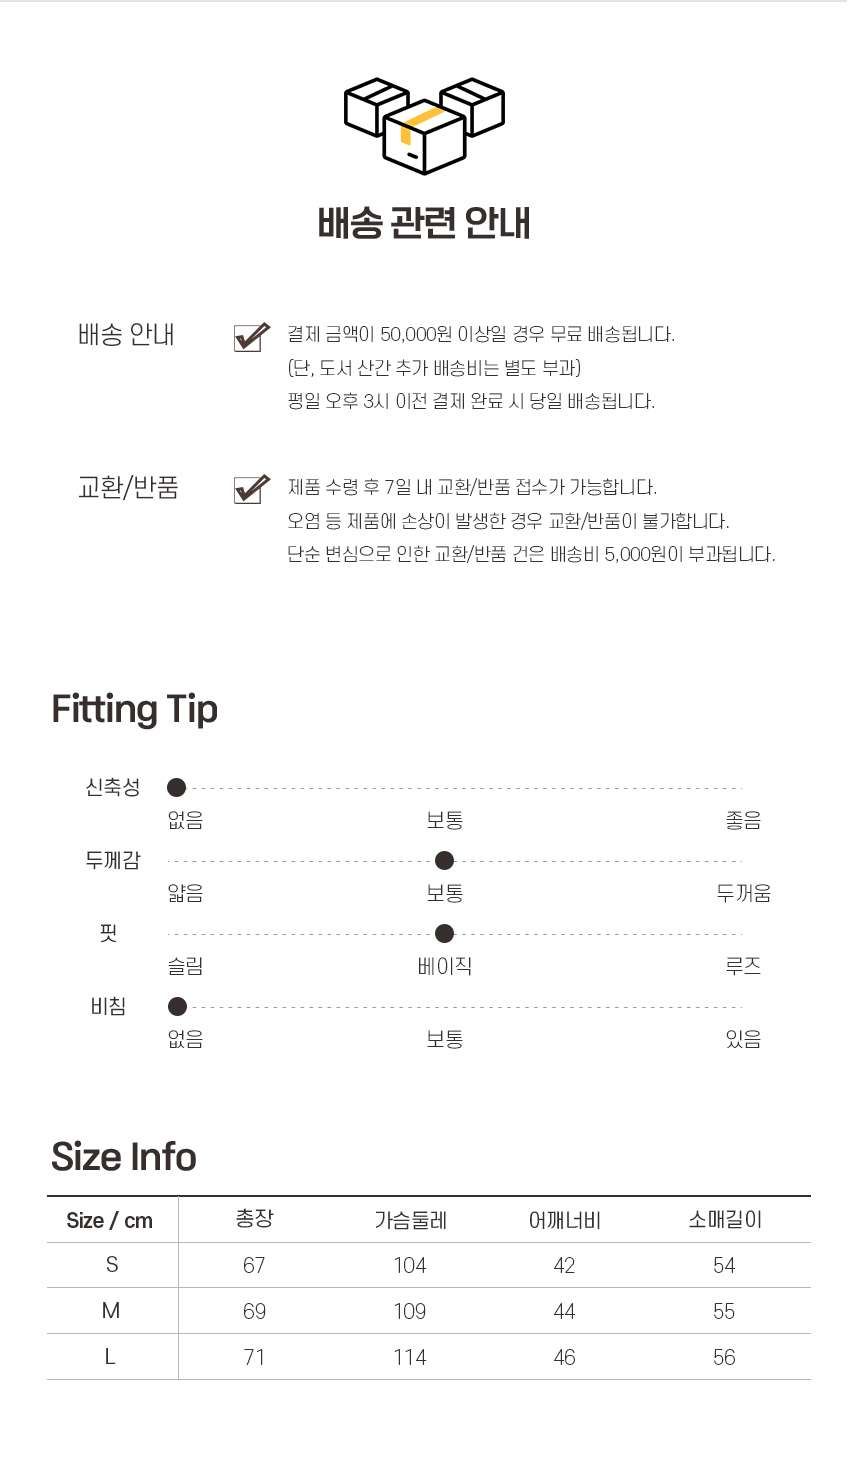 배송 관련 안내
배송 안내
결제 금액이 50,000원 이상일 경우 무료 배송됩니다.
(단, 도서 산간 추가 배송비는 별도 부과)
평일 오후 3시 이전 결제 완료 시 당일 배송됩니다.
교환/반품
제품 수령 후 7일 내 교환/반품 접수가 가능합니다.
오염 등 제품에 손상이 발생한 경우 교환/반품이 불가합니다.
단순 변심으로 인한 교환/반품 건은 배송비 5,000원이 부과됩니다.
Fitting Tip
신축성
없음 보통 좋음
두께감
얇음 보통 두꺼움
핏
슬림 베이직 루즈
비침
없음 보통 있음
Size Info
Size / cm 총장 가슴둘레 어깨너비 소매길이
S 67 104 42 54
M 69 109 44 55
L 71 114 46 56